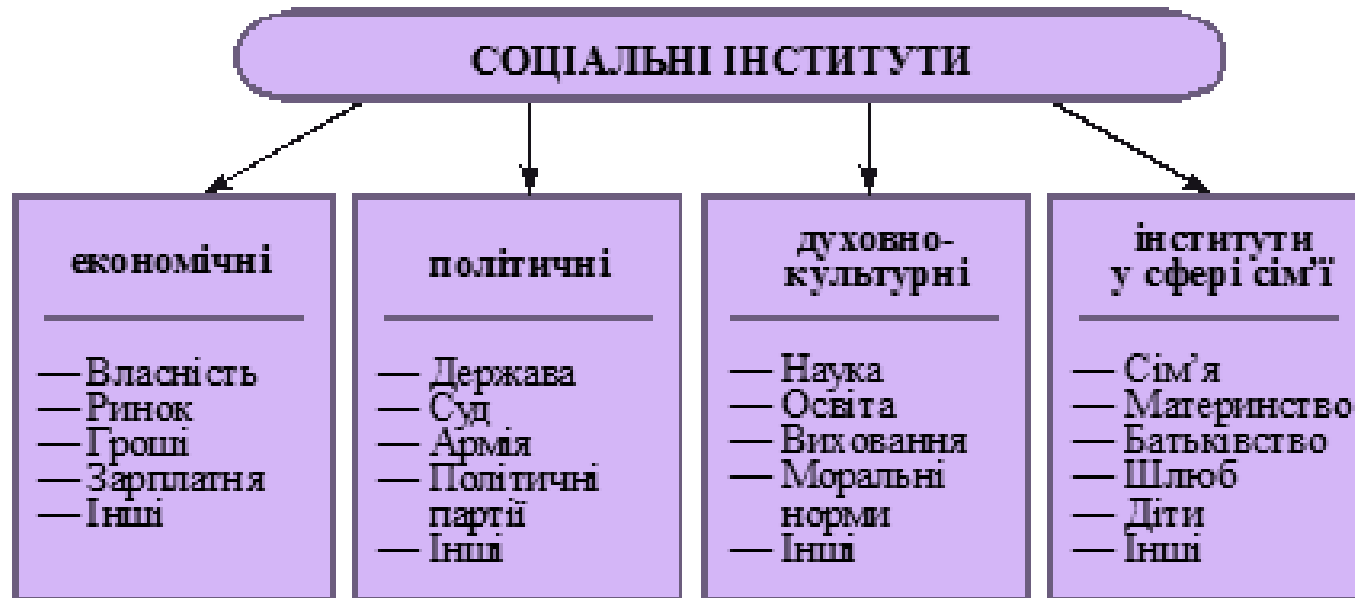 СОЦІАЛЬНІ ІНСТИТУТИ
економічні
— Власність
— Ринок
— Гроші
— Зарплатня
— Інші
політичні
— Держава
— Суд
— Армія
— Політичні
партії
— Інші
духовно-
культурні
— Наука
— Освіта
— Виховання
— Моральні
норми
— Інші
інститути
у сфері сім’ї
— Сім’я
— Материнство
— Батьківство
— Шлюб
— Діти
— Інші